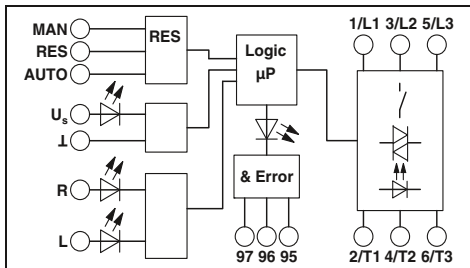 MAN
RES
AUTO
RES
Us
⊥
R
L
Logic
µP
& Error
97 96 95
1/L1 3/L2 5/L3
2/T1 4/T2 6/T3